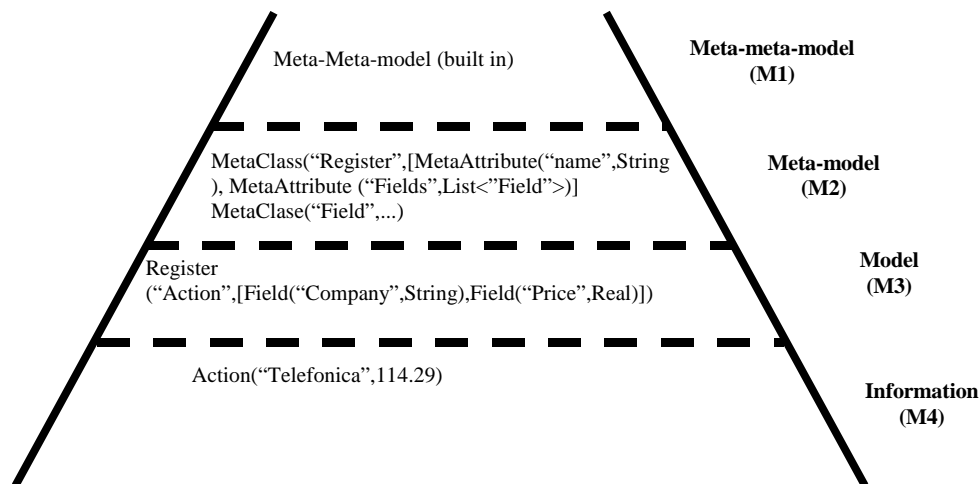 Meta-Meta-model (built in)
Meta-meta-model
(M1)
MetaClass(“Register”,[MetaAttribute(“name”,String
), MetaAttribute (“Fields”,List<”Field”>)]
MetaClase(“Field”,...)
Meta-model
(M2)
Register
(“Action”,[Field(“Company”,String),Field(“Price”,Real)])
Model
(M3)
Action(“Telefonica”,114.29)
Information
(M4)